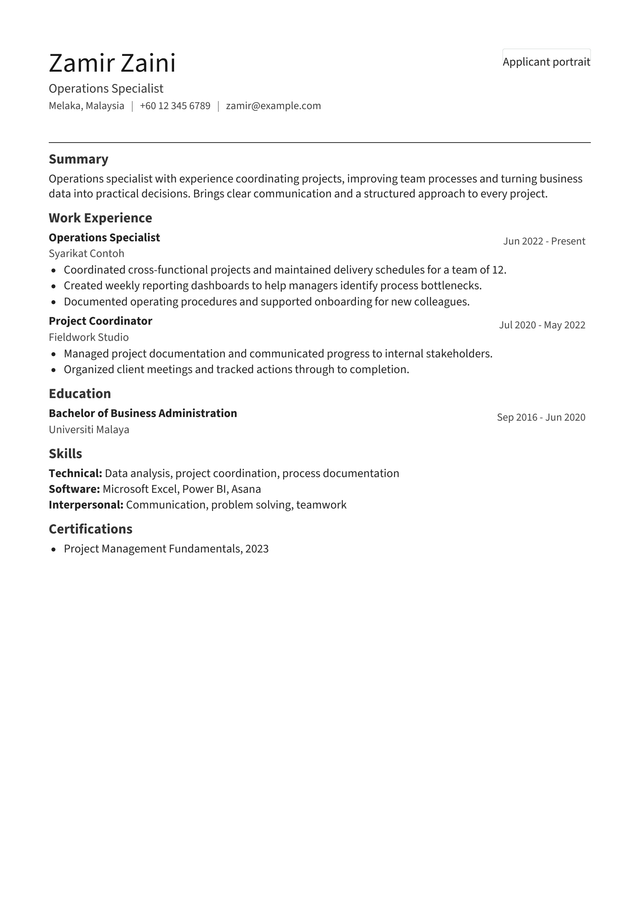 Zamir Zaini
Applicant portrait
Operations Specialist
Melaka, Malaysia | +60 12 345 6789 | zamir@example.com
Summary
Operations specialist with experience coordinating projects, improving team processes and turning business
data into practical decisions. Brings clear communication and a structured approach to every project.
Work Experience
Operations Specialist
Jun 2022 - Present
Syarikat Contoh
• Coordinated cross-functional projects and maintained delivery schedules for a team of 12.
• Created weekly reporting dashboards to help managers identify process bottlenecks.
• Documented operating procedures and supported onboarding for new colleagues.
Project Coordinator
Jul 2020 - May 2022
Fieldwork Studio
• Managed project documentation and communicated progress to internal stakeholders.
• Organized client meetings and tracked actions through to completion.
Education
Bachelor of Business Administration
Sep 2016 - Jun 2020
Universiti Malaya
Skills
Technical: Data analysis, project coordination, process documentation
Software: Microsoft Excel, Power BI, Asana
Interpersonal: Communication, problem solving, teamwork
Certifications
• Project Management Fundamentals, 2023